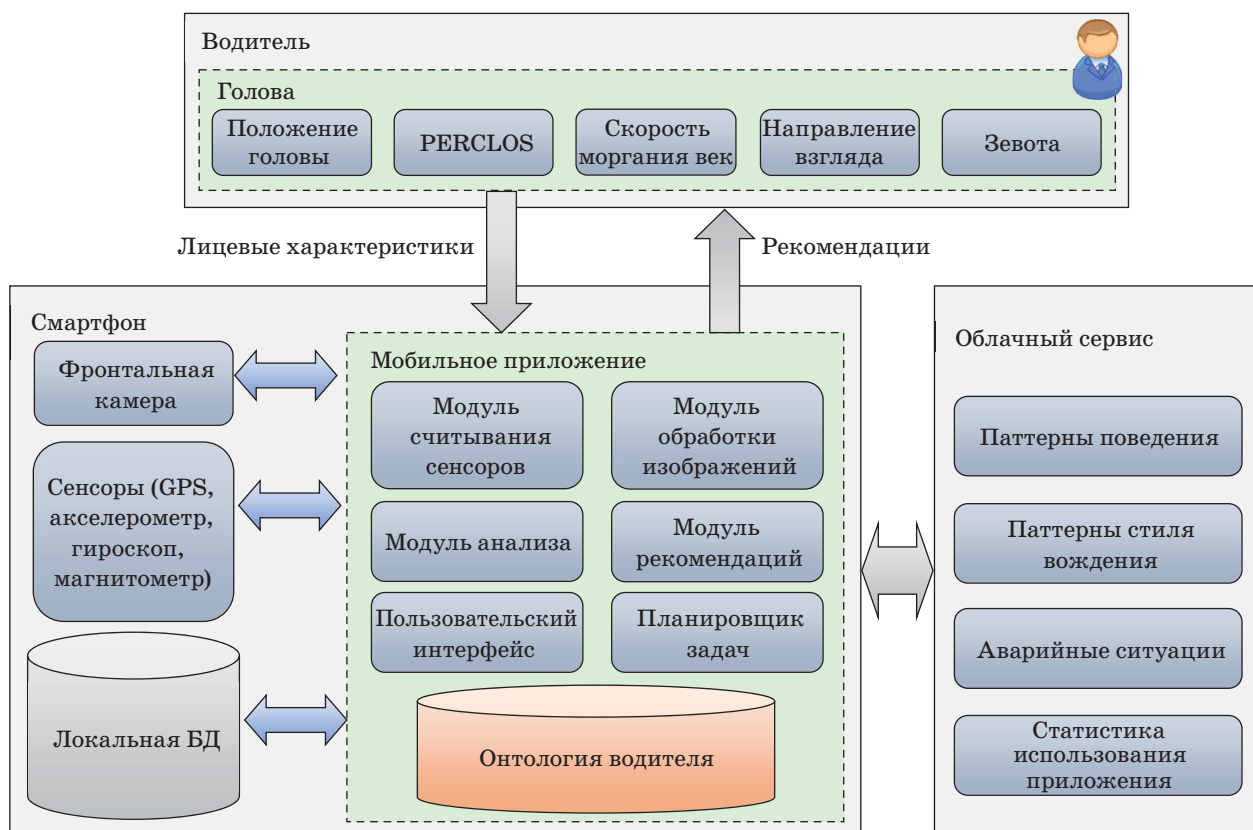 Водитель
Голова
Положение
головы
PERCLOS
Скорость
моргания век
Направление
взгляда
Зевота
Лицевые характеристики
Рекомендации
Смартфон
Фронтальная
камера
Сенсоры (GPS,
акселерометр,
гироскоп,
магнитометр)
Локальная БД
Мобильное приложение
Модуль
считывания
сенсоров
Модуль
обработки
изображений
Модуль анализа
Модуль
рекомендаций
Пользовательский
интерфейс
Планировщик
задач
Онтология водителя
Облачный сервис
Паттерны поведения
Паттерны стиля
вождения
Аварийные ситуации
Статистика
использования
приложения